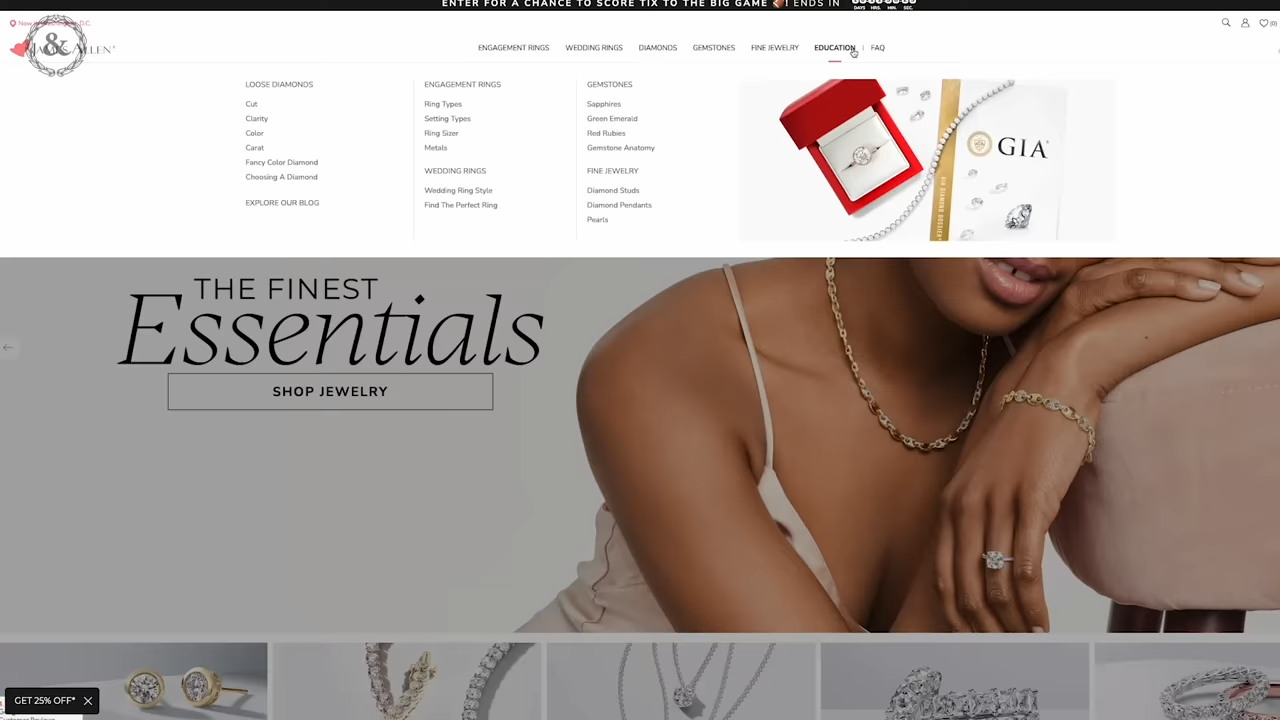 ENTER FOR A CHANCE TO SCORE TIX TO THE BIG GAME 🏈! ENDS IN
DAYS HRS. MIN. SEC.
(0)
&
ENGAGEMENT RINGS
WEDDING RINGS
DIAMONDS
GEMSTONES
FINE JEWELRY
EDUCATION
FAQ
LOOSE DIAMONDS
Cut
Clarity
Color
Carat
Fancy Color Diamond
Choosing A Diamond
EXPLORE OUR BLOG
ENGAGEMENT RINGS
Ring Types
Setting Types
Ring Sizer
Metals
WEDDING RINGS
Wedding Ring Style
Find The Perfect Ring
GEMSTONES
Sapphires
Green Emerald
Red Rubies
Gemstone Anatomy
FINE JEWELRY
Diamond Studs
Diamond Pendants
Pearls
GIA
GIA DIAMOND DOSSIER
THE FINEST
Essentials
SHOP JEWELRY
GET 25% OFF*